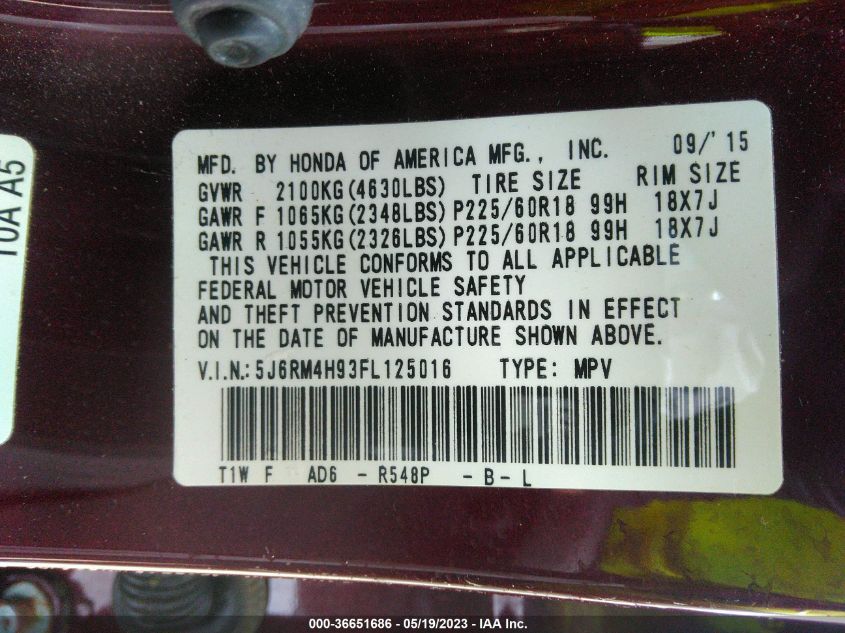 10A A5
MFD. BY HONDA OF AMERICA MFG., INC. 09/'15
GVWR 2100KG(4630LBS) TIRE SIZE RIM SIZE
GAWR F 1065KG(2348LBS) P225/60R18 99H 18X7J
GAWR R 1055KG(2326LBS) P225/60R18 99H 18X7J
THIS VEHICLE CONFORMS TO ALL APPLICABLE
FEDERAL MOTOR VEHICLE SAFETY
AND THEFT PREVENTION STANDARDS IN EFFECT
ON THE DATE OF MANUFACTURE SHOWN ABOVE.
V.I.N.: 5J6RM4H93FL125016 TYPE: MPV
T1W F AD6 - R548P - B - L
000-36651686 - 05/19/2023 - IAA Inc.